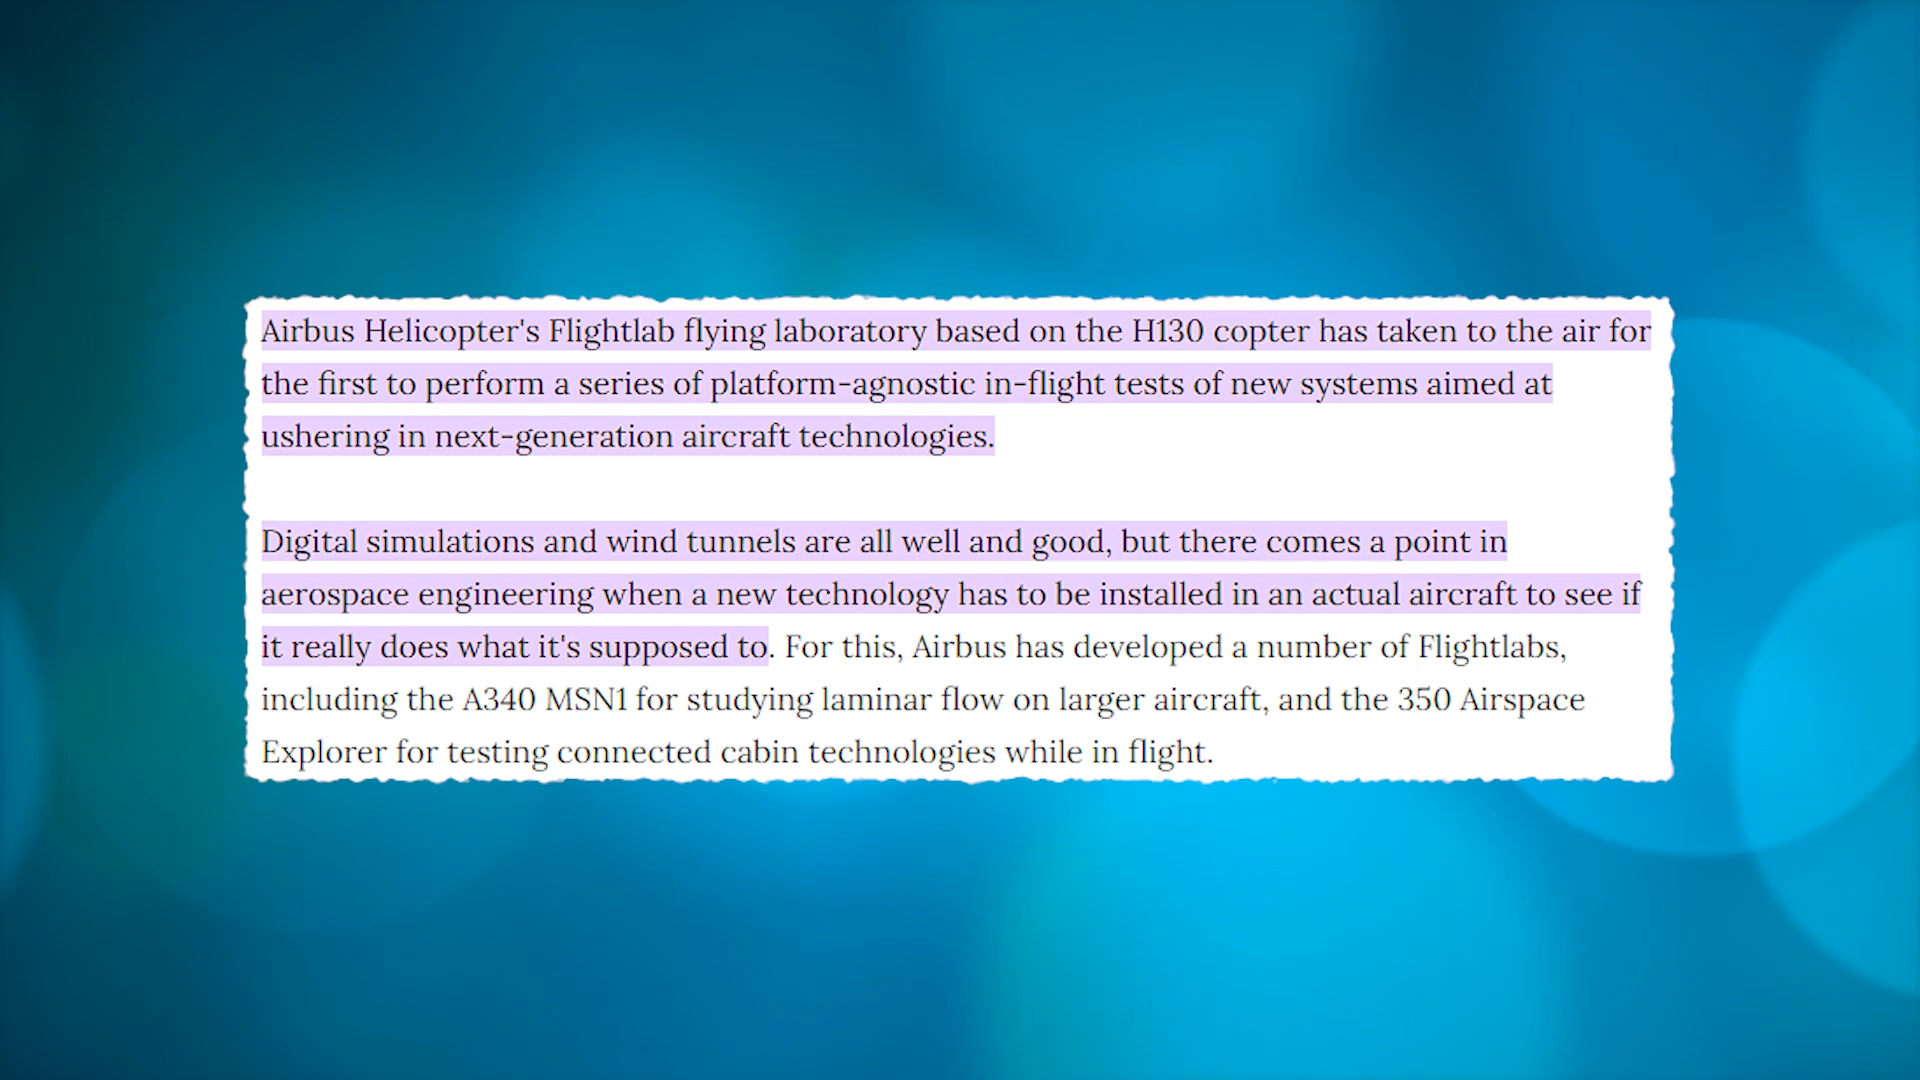 Airbus Helicopter's Flightlab flying laboratory based on the H130 copter has taken to the air for
the first to perform a series of platform-agnostic in-flight tests of new systems aimed at
ushering in next-generation aircraft technologies.
Digital simulations and wind tunnels are all well and good, but there comes a point in
aerospace engineering when a new technology has to be installed in an actual aircraft to see if
it really does what it's supposed to. For this, Airbus has developed a number of Flightlabs,
including the A340 MSN1 for studying laminar flow on larger aircraft, and the 350 Airspace
Explorer for testing connected cabin technologies while in flight.